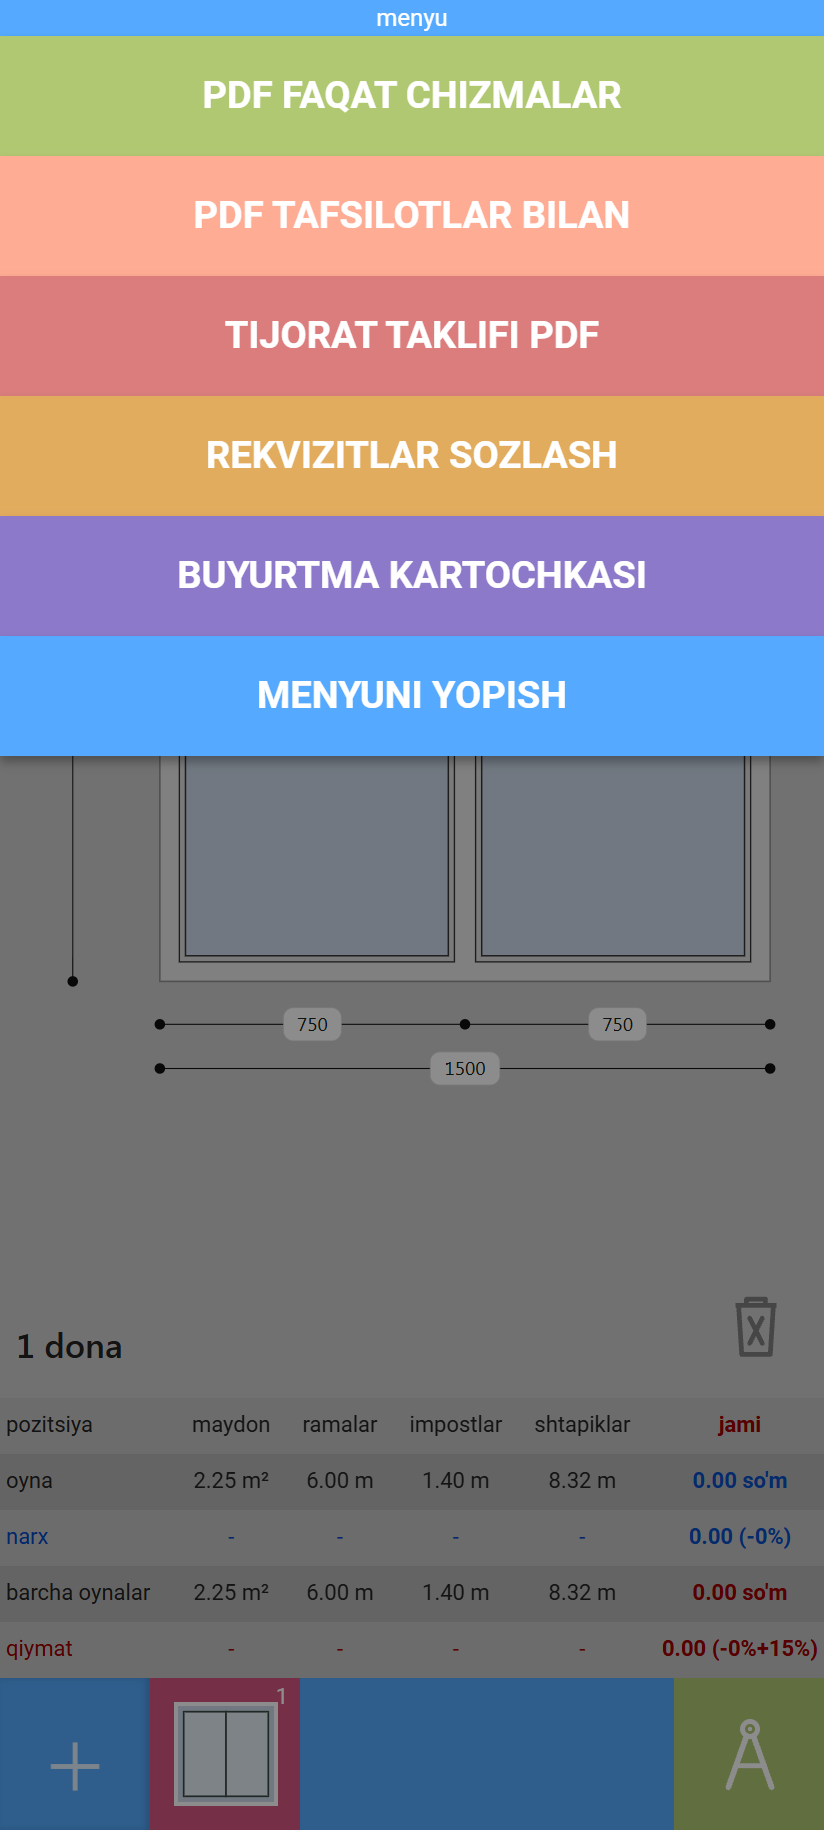 menyu
PDF FAQAT CHIZMALAR
PDF TAFSILOTLAR BILAN
TIJORAT TAKLIFI PDF
REKVIZITLAR SOZLASH
BUYURTMA KARTOCHKASI
MENYUNI YOPISH
750 750
1500
1 dona
pozitsiya maydon ramalar impostlar shtapiklar jami
oyna 2.25 m² 6.00 m 1.40 m 8.32 m 0.00 so'm
narx - - - - 0.00 (-0%)
barcha oynalar 2.25 m² 6.00 m 1.40 m 8.32 m 0.00 so'm
qiymat - - - - 0.00 (-0%+15%)
1